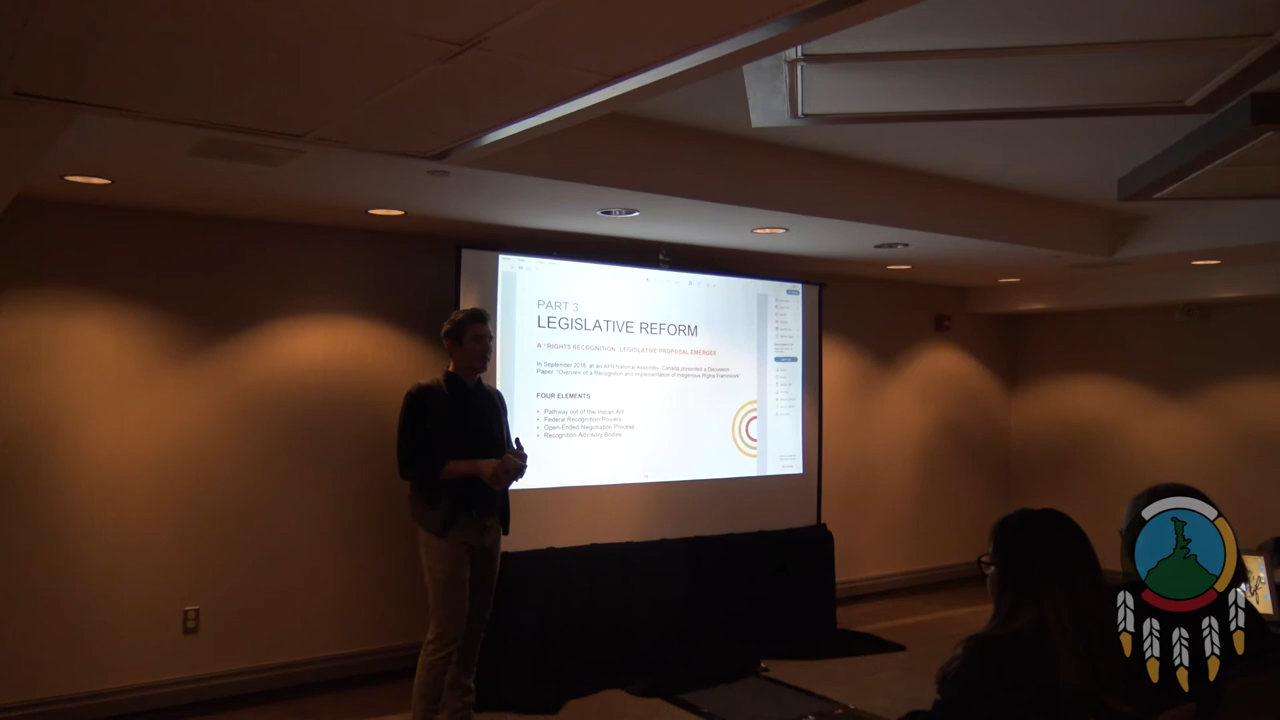 PART 3
LEGISLATIVE REFORM
A "RIGHTS RECOGNITION" LEGISLATIVE PROPOSAL EMERGES
In September 2018, at an AFN National Assembly, Canada presented a Discussion
Paper: "Overview of a Recognition and Implementation of Indigenous Rights Framework"
FOUR ELEMENTS:
• Pathway out of the Indian Act
• Federal Recognition Powers
• Open-Ended Negotiation Process
• Recognition Advisory Bodies